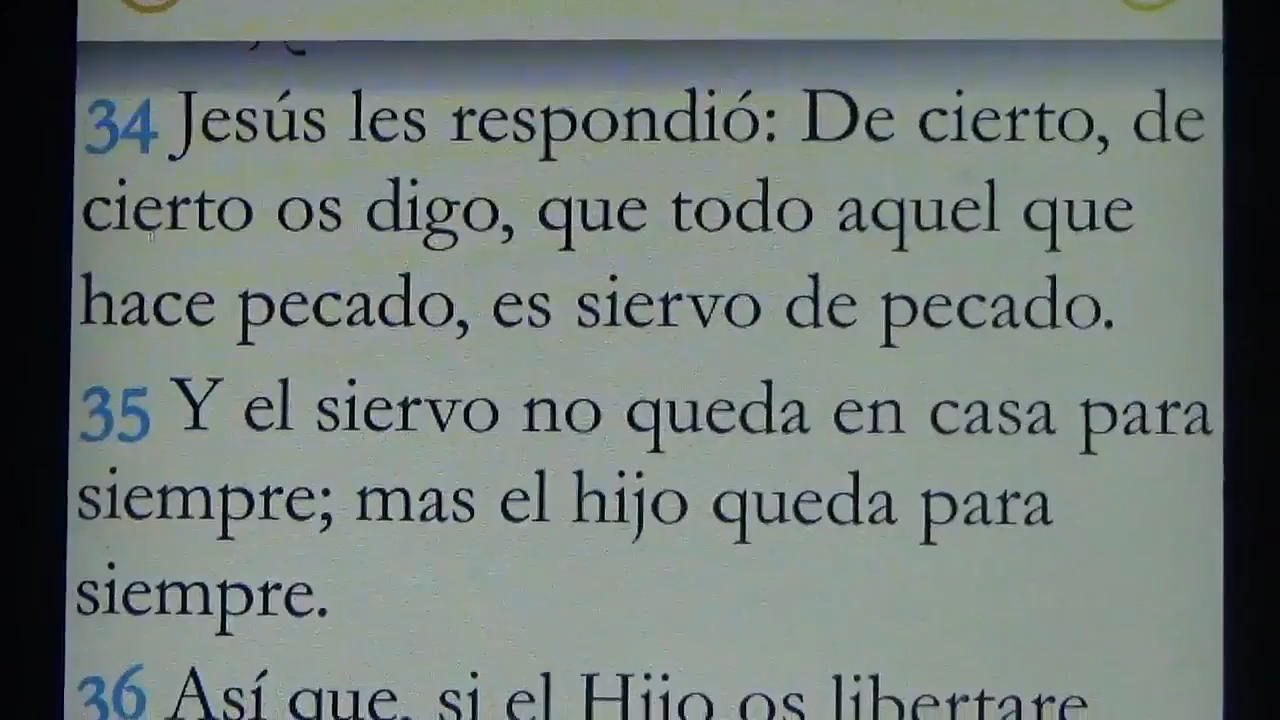 34 Jesús les respondió: De cierto, de
cierto os digo, que todo aquel que
hace pecado, es siervo de pecado.
35 Y el siervo no queda en casa para
siempre; mas el hijo queda para
siempre.
36 Así que, si el Hijo os libertare